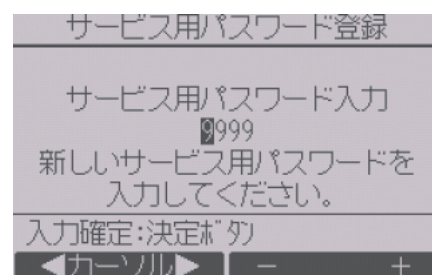 サービス用パスワード登録
サービス用パスワード入力
9999
新しいサービス用パスワードを
入力してください。
入力確定:決定ボタン
◀カーソル▶ − +